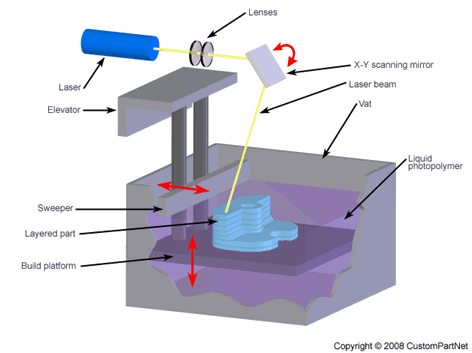 Lenses
X-Y scanning mirror
Laser
Laser beam
Elevator
Vat
Liquid
photopolymer
Sweeper
Layered part
Build platform
Copyright © 2008 CustomPartNet